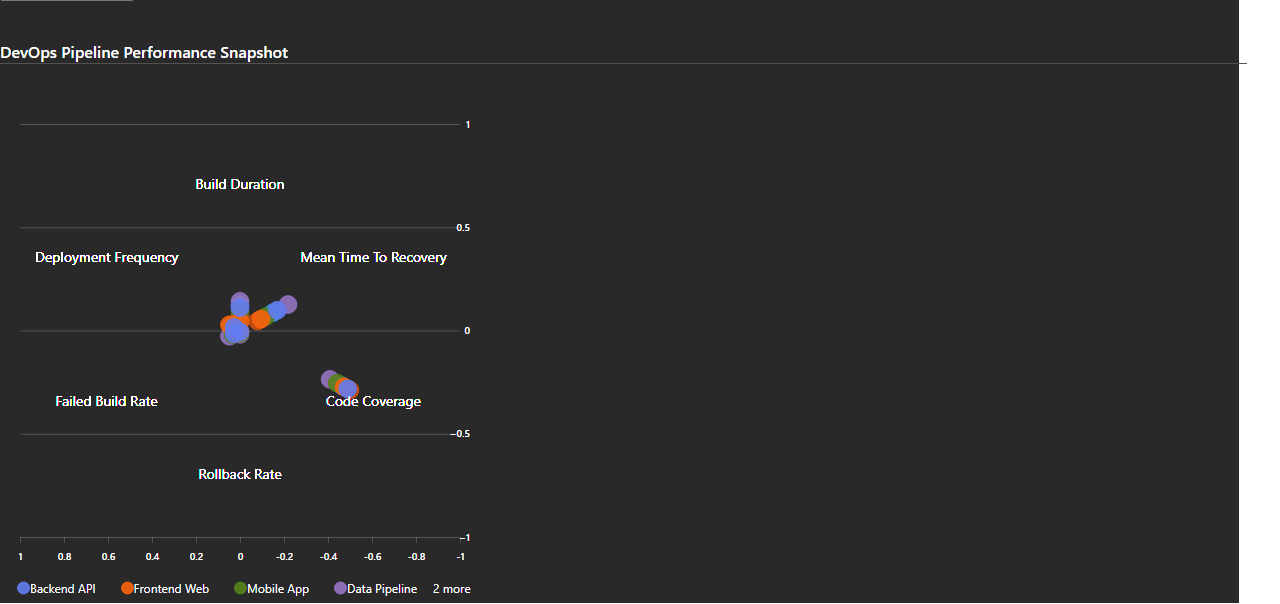 DevOps Pipeline Performance Snapshot
1
Build Duration
0.5
Deployment Frequency Mean Time To Recovery
0
Failed Build Rate Code Coverage
−0.5
Rollback Rate
−1
1 0.8 0.6 0.4 0.2 0 -0.2 -0.4 -0.6 -0.8 -1
Backend API Frontend Web Mobile App Data Pipeline 2 more